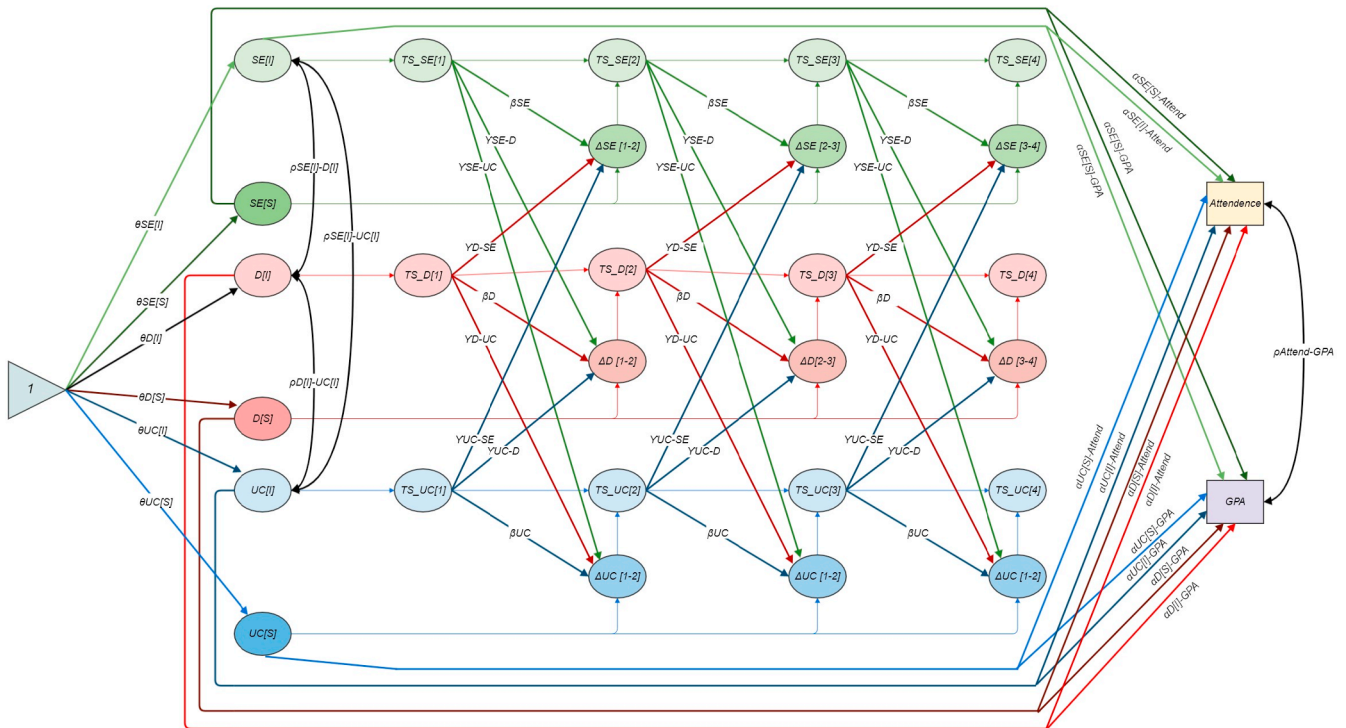 SE[I]
TS_SE[1]
TS_SE[2]
TS_SE[3]
TS_SE[4]
αSE[S]-Attend
αSE[I]-Attend
βSE
βSE
βSE
YSE-D
YSE-D
YSE-D
YSE-UC
YSE-UC
YSE-UC
ΔSE [1-2]
ΔSE [2-3]
ΔSE [3-4]
αSE[S]-GPA
αSE[S]-GPA
ρSE[I]-D[I]
SE[S]
Attendence
θSE[I]
ρSE[I]-UC[I]
YD-SE
YD-SE
YD-SE
D[I]
TS_D[1]
TS_D[2]
TS_D[3]
TS_D[4]
θSE[S]
βD
βD
βD
θD[I]
YD-UC
YD-UC
YD-UC
ΔD [1-2]
ΔD[2-3]
ΔD [3-4]
ρAttend-GPA
1
ρD[I]-UC[I]
θD[S]
D[S]
θUC[I]
YUC-SE
YUC-SE
YUC-SE
YUC-D
YUC-D
YUC-D
αUC[S]-Attend
αUC[I]-Attend
αD[S]-Attend
αD[I]-Attend
UC[I]
TS_UC[1]
TS_UC[2]
TS_UC[3]
TS_UC[4]
GPA
θUC[S]
βUC
βUC
βUC
αUC[S]-GPA
αUC[I]-GPA
αD[S]-GPA
αD[I]-GPA
ΔUC [1-2]
ΔUC [1-2]
ΔUC [1-2]
UC[S]